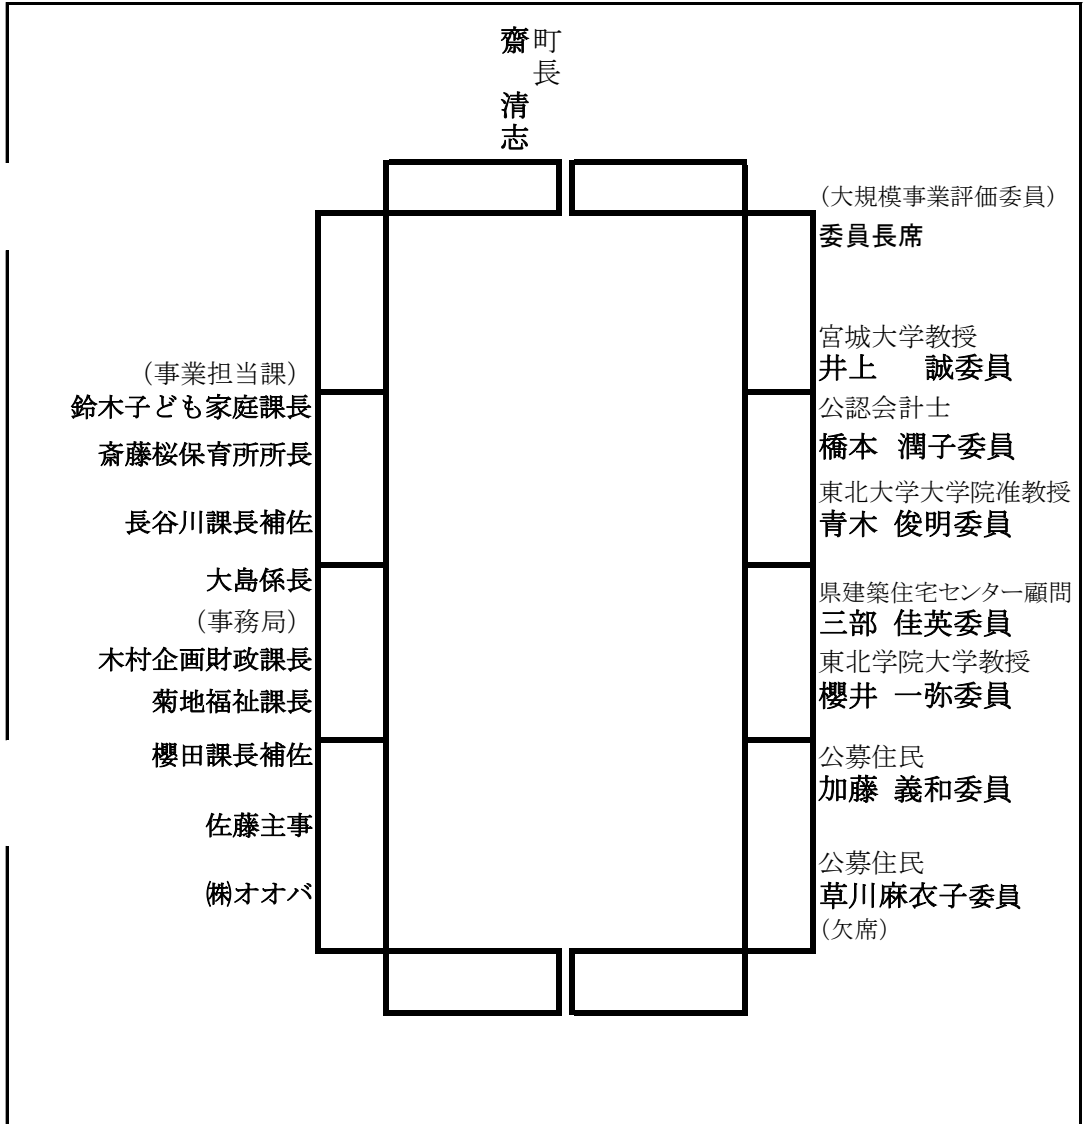 町長
齋　清志
(大規模事業評価委員)
委員長席
宮城大学教授
井上　誠委員
公認会計士
橋本 潤子委員
東北大学大学院准教授
青木 俊明委員
県建築住宅センター顧問
三部 佳英委員
東北学院大学教授
櫻井 一弥委員
公募住民
加藤 義和委員
公募住民
草川麻衣子委員
(欠席)
(事業担当課)
鈴木子ども家庭課長
斎藤桜保育所所長
長谷川課長補佐
大島係長
(事務局)
木村企画財政課長
菊地福祉課長
櫻田課長補佐
佐藤主事
㈱オオバ